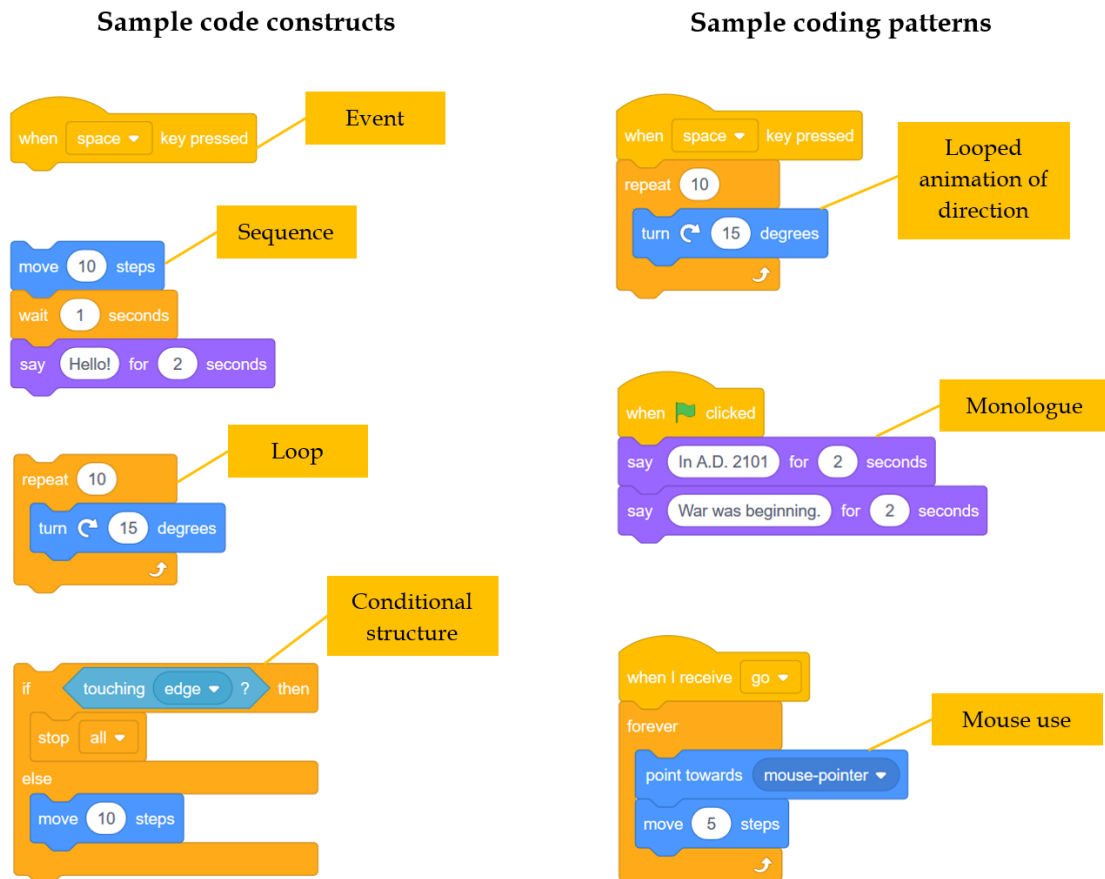 Sample code constructs
when space key pressed
Event
move 10 steps
wait 1 seconds
say Hello! for 2 seconds
Sequence
repeat 10
turn 15 degrees
Loop
if touching edge ? then
stop all
else
move 10 steps
Conditional
structure
Sample coding patterns
when space key pressed
repeat 10
turn 15 degrees
Looped
animation of
direction
when clicked
say In A.D. 2101 for 2 seconds
say War was beginning. for 2 seconds
Monologue
when I receive go
forever
point towards mouse-pointer
move 5 steps
Mouse use